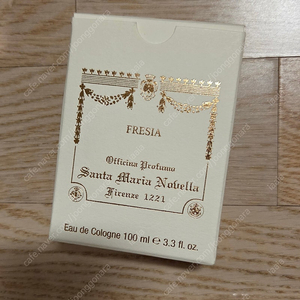 FRESIA
Officina Profumo
Santa Maria Novella
Firenze 1221
Eau de Cologne 100 ml e 3.3 fl. oz.